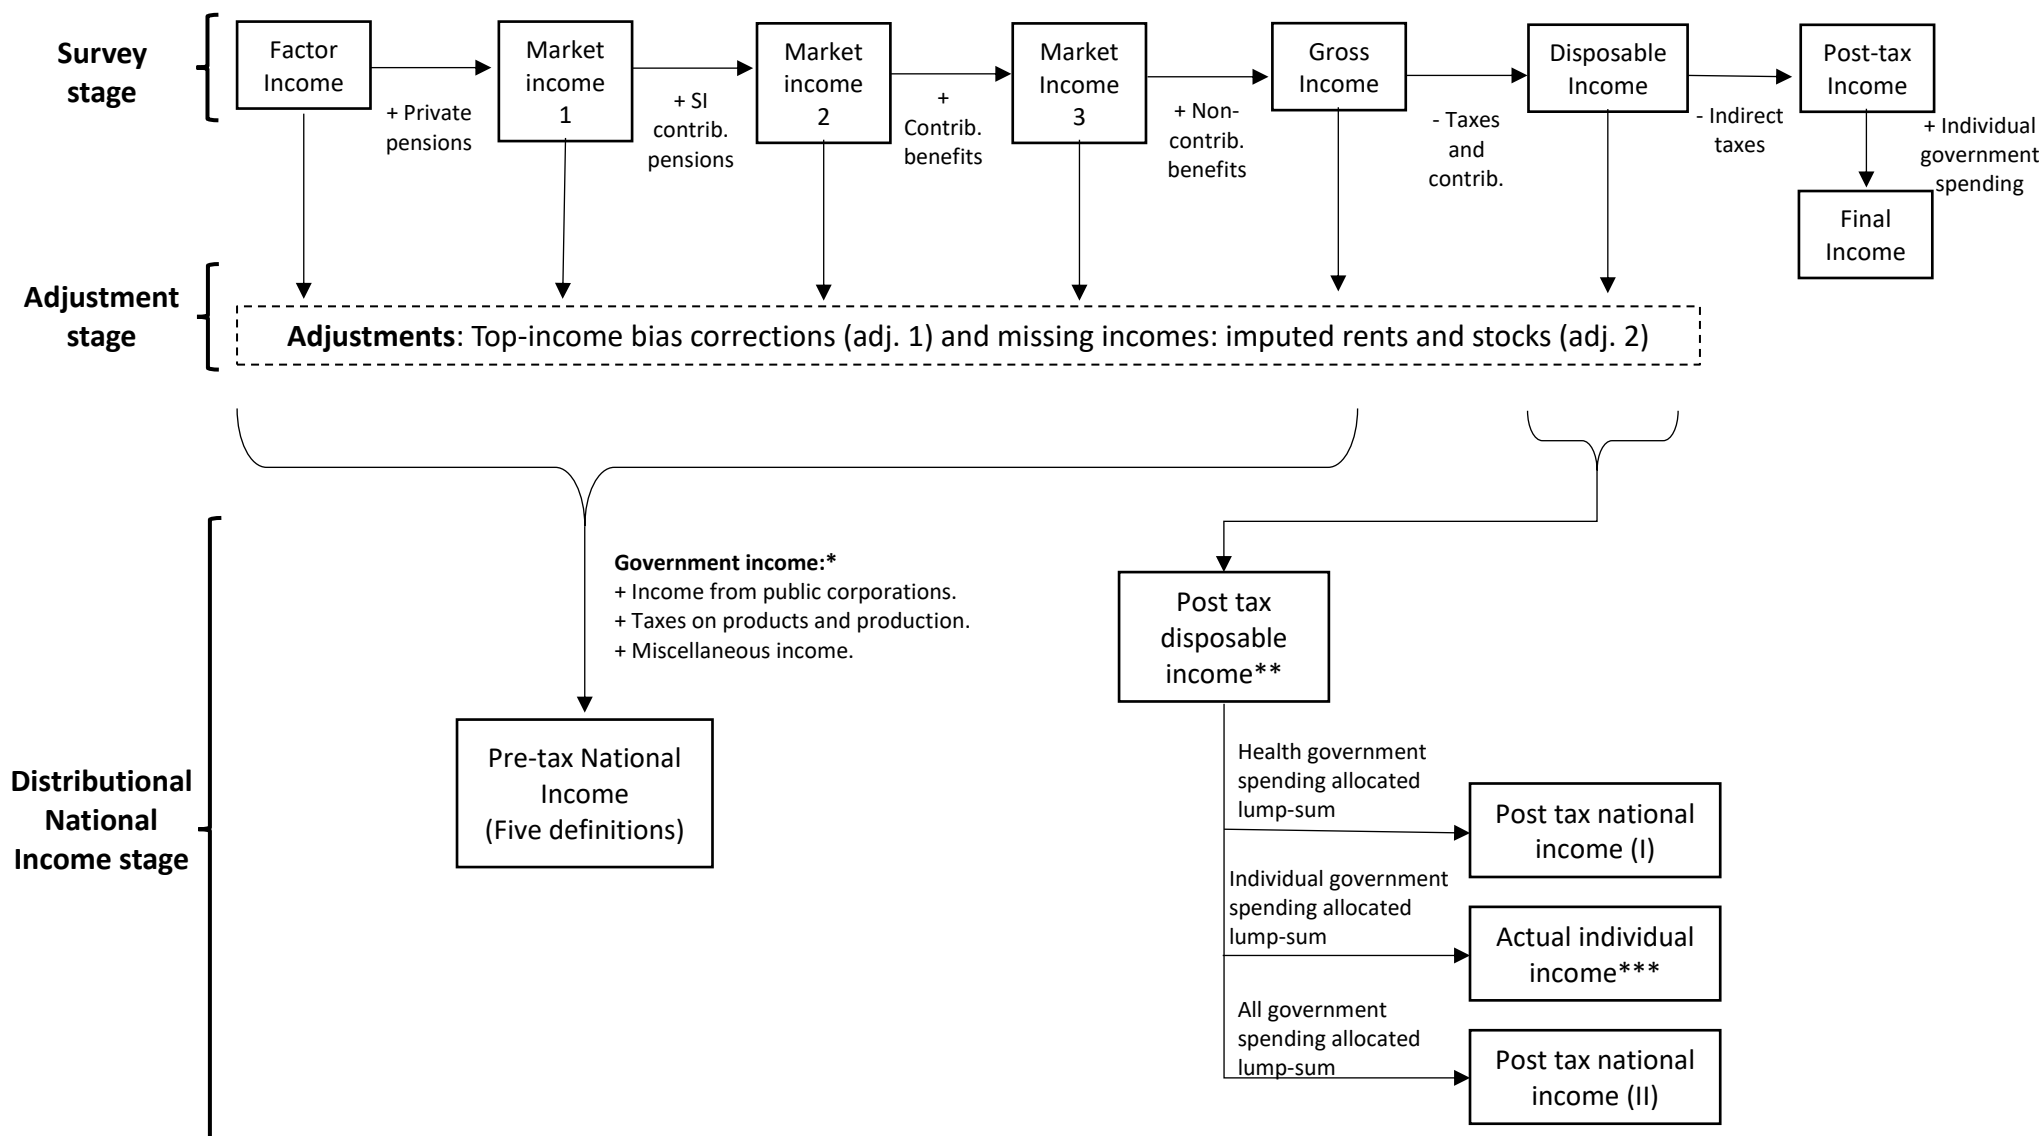 Survey
stage
Factor
Income
+ Private
pensions
Market
income
1
+ SI
contrib.
pensions
Market
income
2
+
Contrib.
benefits
Market
Income
3
+ Non-
contrib.
benefits
Gross
Income
- Taxes
and
contrib.
Disposable
Income
- Indirect
taxes
Post-tax
Income
+ Individual
government
spending
Final
Income
Adjustment
stage
Adjustments: Top-income bias corrections (adj. 1) and missing incomes: imputed rents and stocks (adj. 2)
Distributional
National
Income stage
Government income:*
+ Income from public corporations.
+ Taxes on products and production.
+ Miscellaneous income.
Pre-tax National
Income
(Five definitions)
Post tax
disposable
income**
Health government
spending allocated
lump-sum
Post tax national
income (I)
Individual government
spending allocated
lump-sum
Actual individual
income***
All government
spending allocated
lump-sum
Post tax national
income (II)